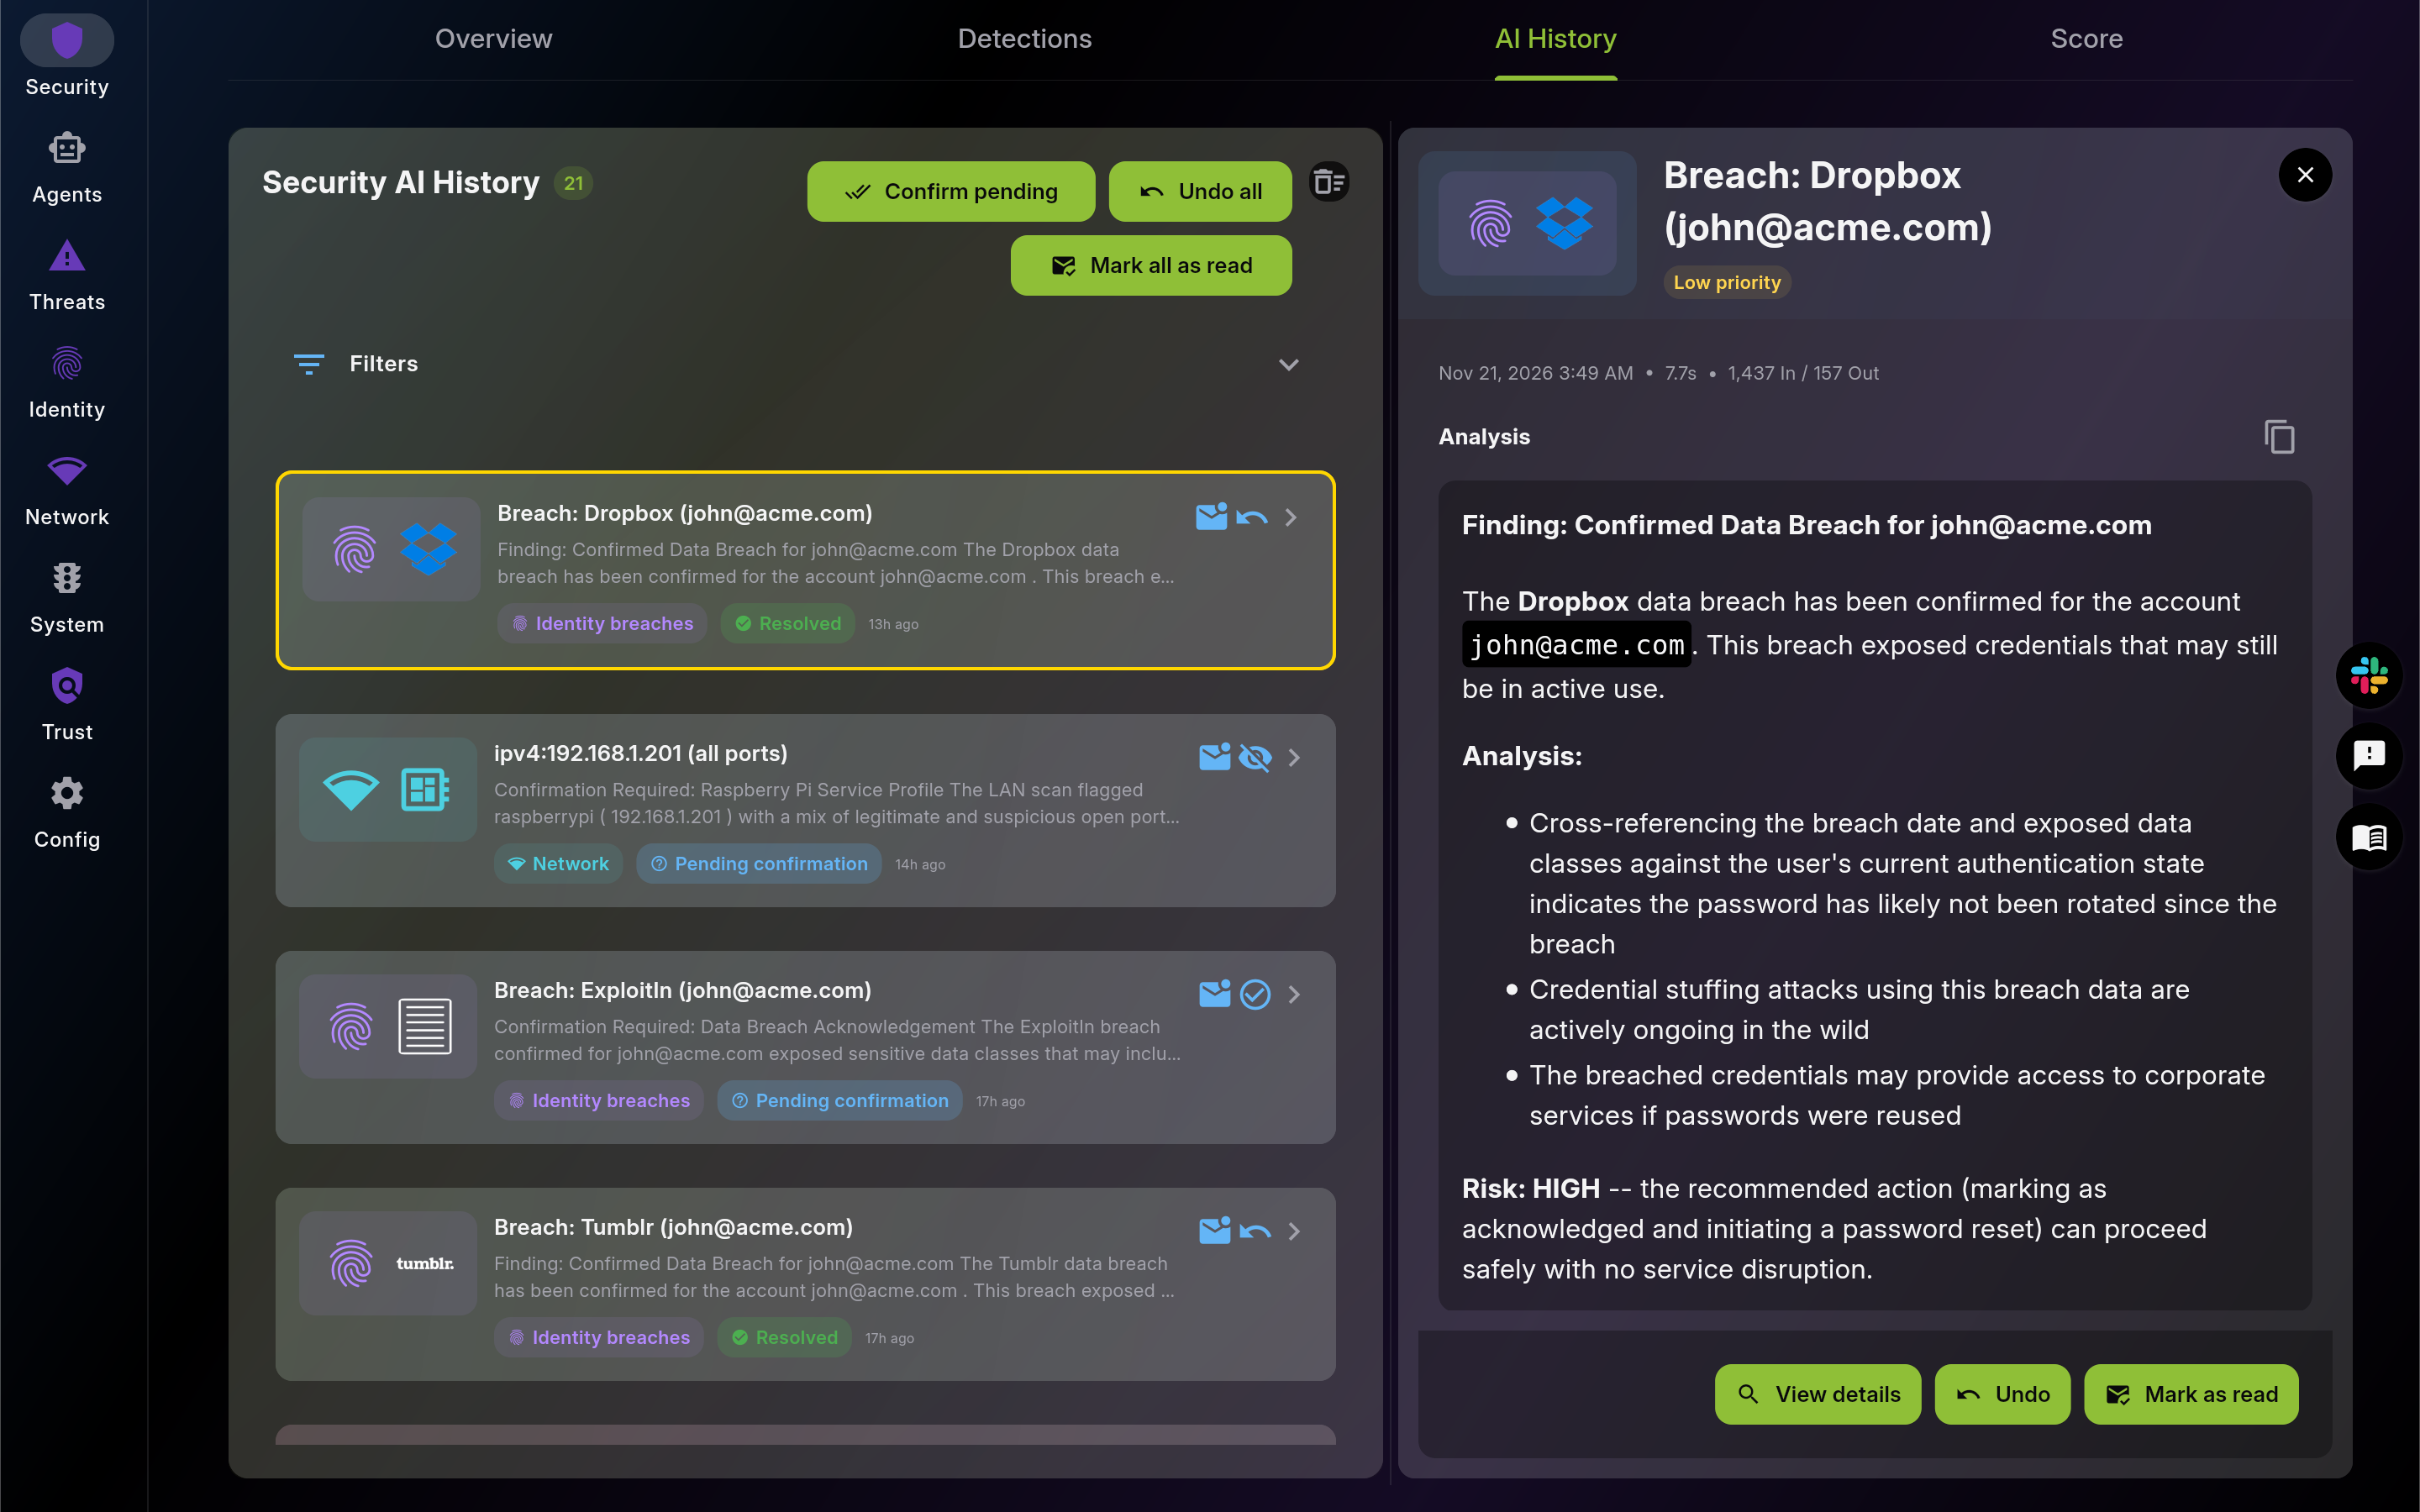 Overview
Detections
AI History
Score
Security
Agents
Threats
Identity
Network
System
Trust
Config
Security AI History 21
Confirm pending
Undo all
Mark all as read
Filters
Breach: Dropbox (john@acme.com)
Finding: Confirmed Data Breach for john@acme.com The Dropbox data
breach has been confirmed for the account john@acme.com . This breach e...
Identity breaches Resolved 13h ago
ipv4:192.168.1.201 (all ports)
Confirmation Required: Raspberry Pi Service Profile The LAN scan flagged
raspberrypi ( 192.168.1.201 ) with a mix of legitimate and suspicious open port...
Network Pending confirmation 14h ago
Breach: ExploitIn (john@acme.com)
Confirmation Required: Data Breach Acknowledgement The ExploitIn breach
confirmed for john@acme.com exposed sensitive data classes that may inclu...
Identity breaches Pending confirmation 17h ago
tumblr.
Breach: Tumblr (john@acme.com)
Finding: Confirmed Data Breach for john@acme.com The Tumblr data breach
has been confirmed for the account john@acme.com . This breach exposed ...
Identity breaches Resolved 17h ago
Breach: Dropbox
(john@acme.com)
Low priority
Nov 21, 2026 3:49 AM • 7.7s • 1,437 In / 157 Out
Analysis
Finding: Confirmed Data Breach for john@acme.com
The Dropbox data breach has been confirmed for the account
john@acme.com. This breach exposed credentials that may still
be in active use.
Analysis:
• Cross-referencing the breach date and exposed data
classes against the user's current authentication state
indicates the password has likely not been rotated since the
breach
• Credential stuffing attacks using this breach data are
actively ongoing in the wild
• The breached credentials may provide access to corporate
services if passwords were reused
Risk: HIGH -- the recommended action (marking as
acknowledged and initiating a password reset) can proceed
safely with no service disruption.
View details
Undo
Mark as read